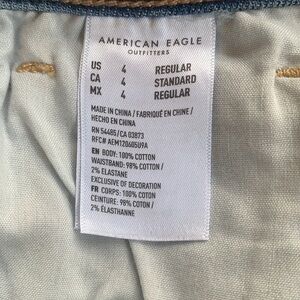 AMERICAN EAGLE
OUTFITTERS
US 4 REGULAR
CA 4 STANDARD
MX 4 REGULAR
MADE IN CHINA / FABRIQUÉ EN CHINE /
HECHO EN CHINA
RN 54485/CA 03873
RFC# AEM120605U9A
EN BODY: 100% COTTON
WAISTBAND: 98% COTTON /
2% ELASTANE
EXCLUSIVE OF DECORATION
FR CORPS: 100% COTON
CEINTURE: 98% COTON /
2% ÉLASTHANNE